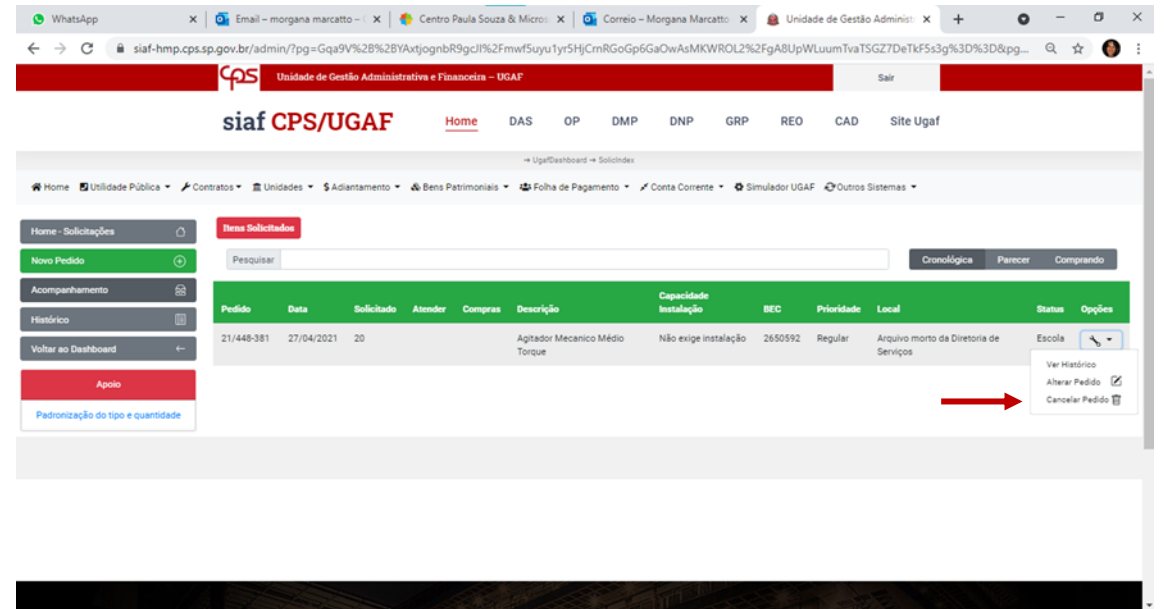 WhatsApp
Email – morgana marcatto – (
Centro Paula Souza & Micros
Correio – Morgana Marcatto
Unidade de Gestão Administ
siaf-hmp.cps.sp.gov.br/admin/?pg=Gqa9V%2B%2BYAxtjognbR9gcJl%2Fmwf5uyu1yr5HjCrnRGoGp6GaOwAsMKWROL2%2FgA8UpWLuumTvaTSGZ7DeTkF5s3g%3D%3D&pg...
cps Unidade de Gestão Administrativa e Financeira – UGAF
Sair
siaf CPS/UGAF
Home DAS OP DMP DNP GRP REO CAD Site Ugaf
→ UgafDashboard → SolicIndex
Home Utilidade Pública Contratos Unidades $ Adiantamento Bens Patrimoniais Folha de Pagamento Conta Corrente Simulador UGAF Outros Sistemas
Home - Solicitações
Novo Pedido
Acompanhamento
Histórico
Voltar ao Dashboard
Apoio
Padronização do tipo e quantidade
Itens Solicitados
Pesquisar
Cronológica Parecer Comprando
Pedido Data Solicitado Atender Compras Descrição Capacidade Instalação BEC Prioridade Local Status Opções
21/448-381 27/04/2021 20 Agitador Mecanico Médio Torque Não exige instalação 2650592 Regular Arquivo morto da Diretoria de Serviços Escola
Ver Histórico
Alterar Pedido
Cancelar Pedido